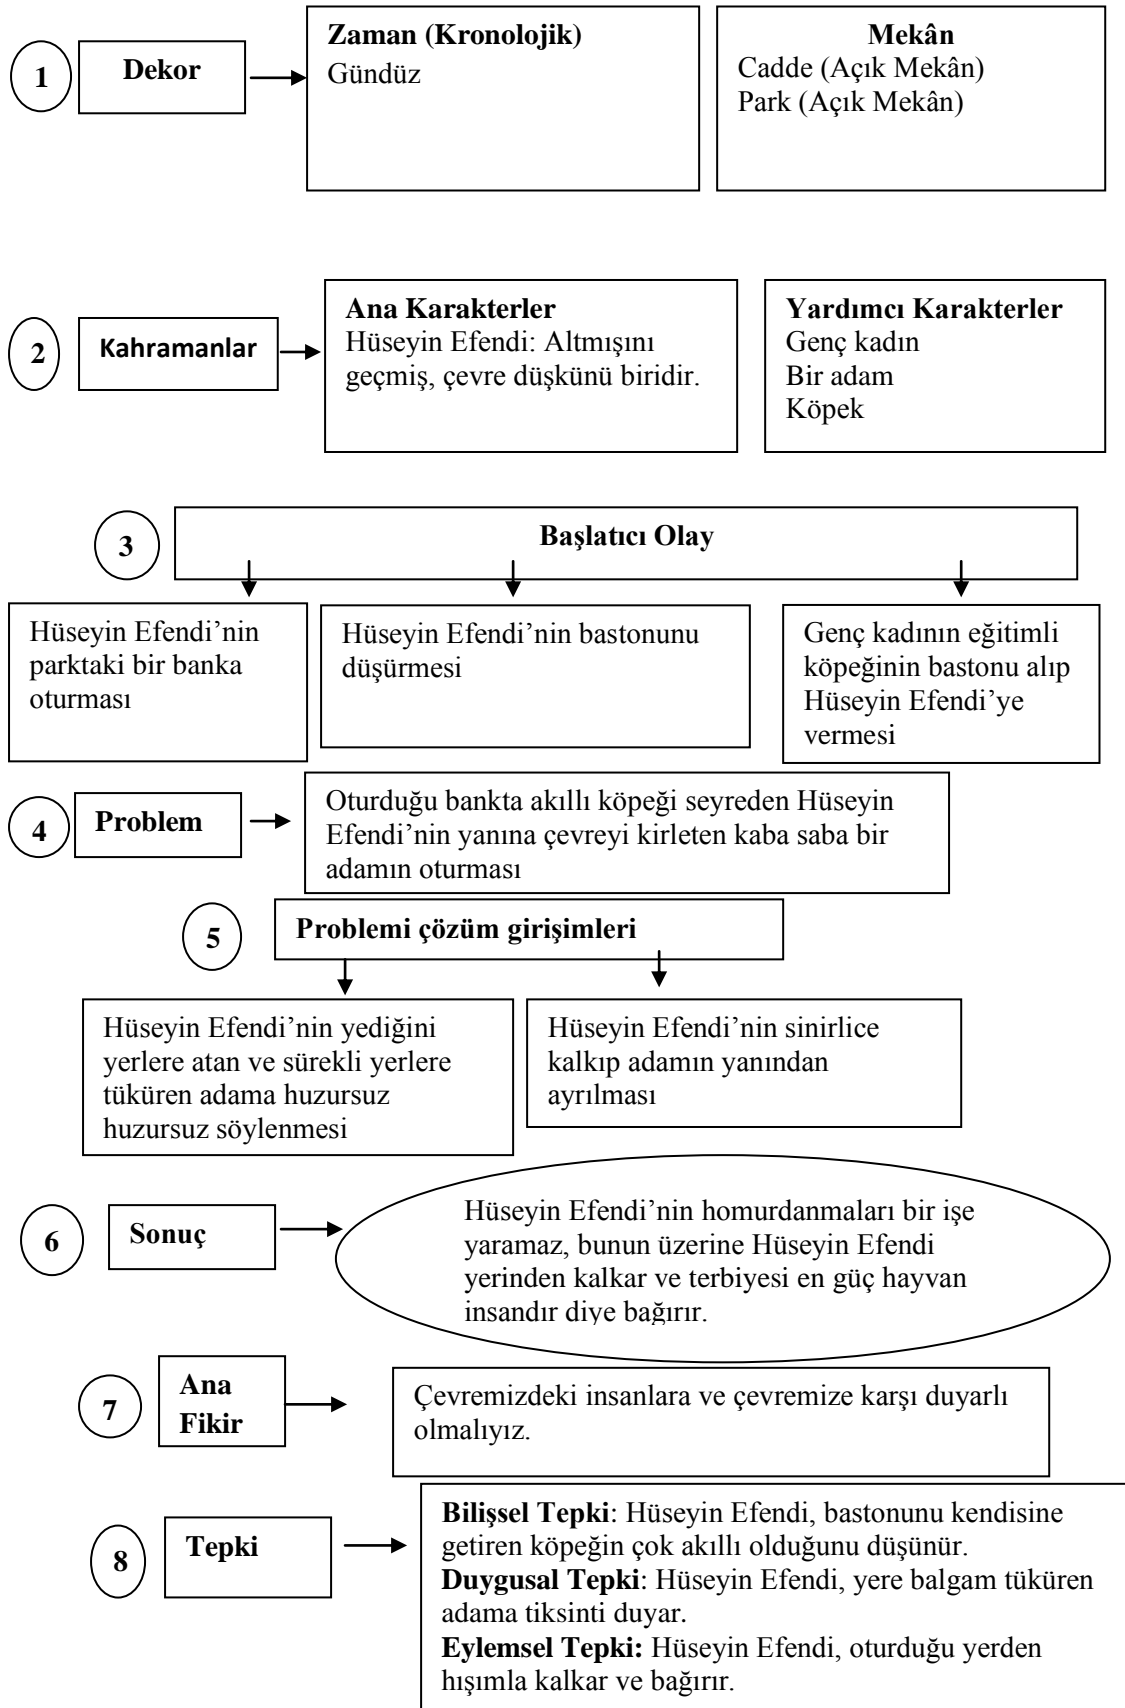 1
Dekor
Zaman (Kronolojik)
Gündüz
Mekân
Cadde (Açık Mekân)
Park (Açık Mekân)
2
Kahramanlar
Ana Karakterler
Hüseyin Efendi: Altmışını
geçmiş, çevre düşkünü biridir.
Yardımcı Karakterler
Genç kadın
Bir adam
Köpek
3
Başlatıcı Olay
Hüseyin Efendi’nin
parktaki bir banka
oturması
Hüseyin Efendi’nin bastonunu
düşürmesi
Genç kadının eğitimli
köpeğinin bastonu alıp
Hüseyin Efendi’ye
vermesi
4
Problem
Oturduğu bankta akıllı köpeği seyreden Hüseyin
Efendi’nin yanına çevreyi kirleten kaba saba bir
adamın oturması
5
Problemi çözüm girişimleri
Hüseyin Efendi’nin yediğini
yerlere atan ve sürekli yerlere
tüküren adama huzursuz
huzursuz söylenmesi
Hüseyin Efendi’nin sinirlice
kalkıp adamın yanından
ayrılması
6
Sonuç
Hüseyin Efendi’nin homurdanmaları bir işe
yaramaz, bunun üzerine Hüseyin Efendi
yerinden kalkar ve terbiyesi en güç hayvan
insandır diye bağırır.
7
Ana
Fikir
Çevremizdeki insanlara ve çevremize karşı duyarlı
olmalıyız.
8
Tepki
Bilişsel Tepki: Hüseyin Efendi, bastonunu kendisine
getiren köpeğin çok akıllı olduğunu düşünür.
Duygusal Tepki: Hüseyin Efendi, yere balgam tüküren
adama tiksinti duyar.
Eylemsel Tepki: Hüseyin Efendi, oturduğu yerden
hışımla kalkar ve bağırır.